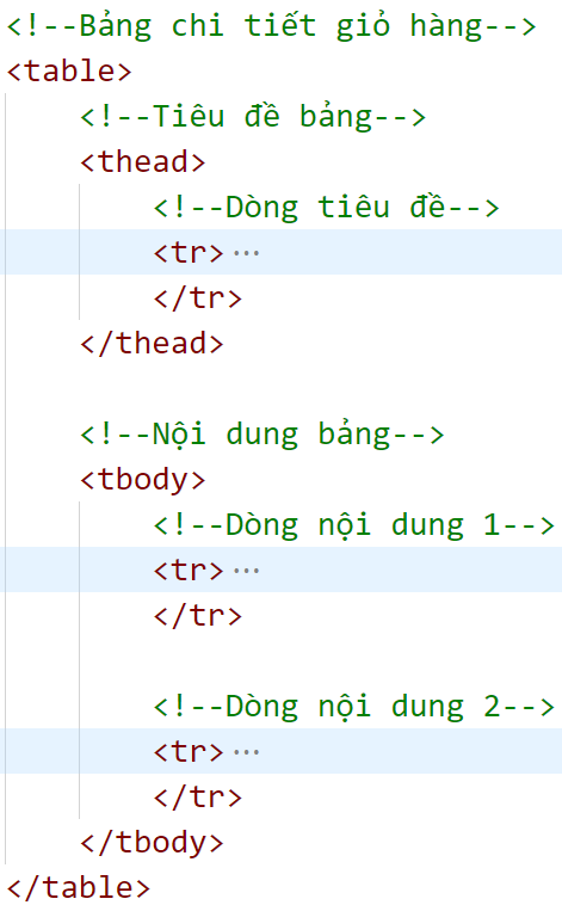 <!--Bảng chi tiết giỏ hàng-->
<table>
<!--Tiêu đề bảng-->
<thead>
<!--Dòng tiêu đề-->
<tr>⋯
</tr>
</thead>
<!--Nội dung bảng-->
<tbody>
<!--Dòng nội dung 1-->
<tr>⋯
</tr>
<!--Dòng nội dung 2-->
<tr>⋯
</tr>
</tbody>
</table>